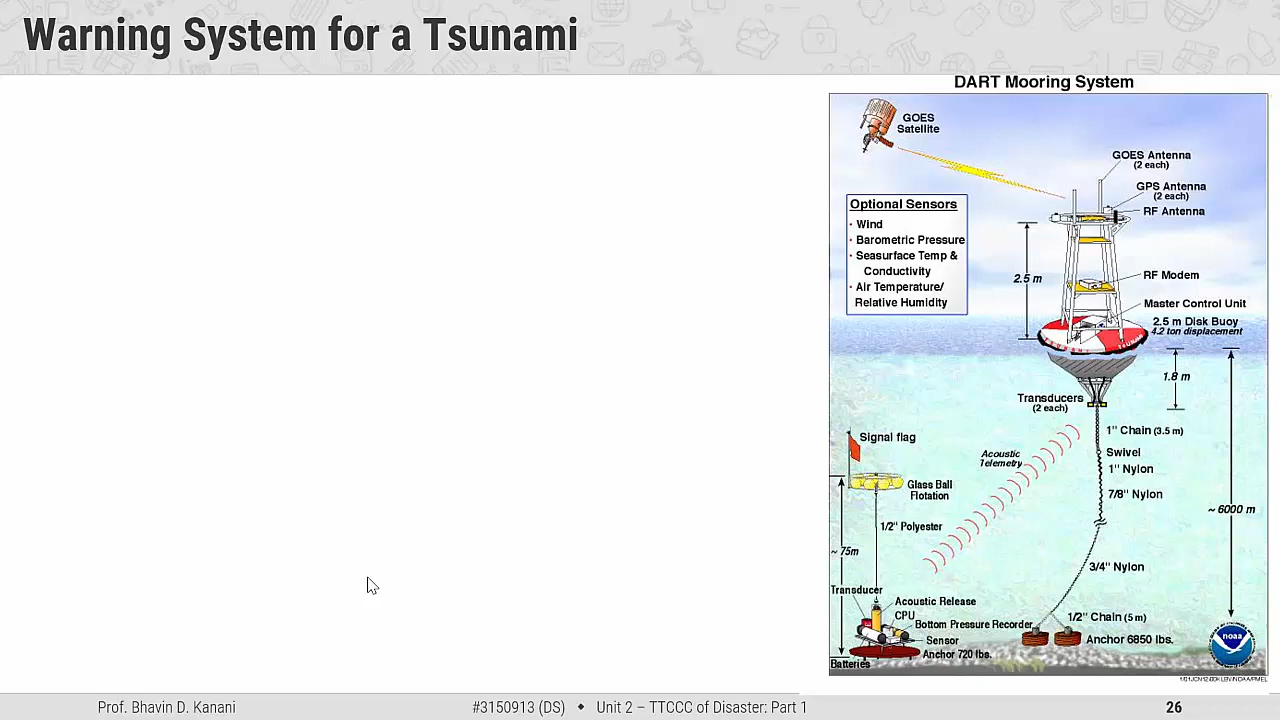 Warning System for a Tsunami
DART Mooring System
GOES
Satellite
GOES Antenna
(2 each)
GPS Antenna
(2 each)
RF Antenna
Optional Sensors
· Wind
· Barometric Pressure
· Seasurface Temp &
Conductivity
· Air Temperature/
Relative Humidity
2.5 m
RF Modem
Master Control Unit
2.5 m Disk Buoy
4.2 ton displacement
1.8 m
Transducers
(2 each)
1" Chain (3.5 m)
Swivel
1" Nylon
7/8" Nylon
~ 6000 m
Signal flag
Acoustic
Telemetry
Glass Ball
Flotation
1/2" Polyester
~ 75m
3/4" Nylon
Transducer
Acoustic Release
CPU
Bottom Pressure Recorder
Sensor
Anchor 720 lbs.
Batteries
1/2" Chain (5 m)
Anchor 6850 lbs.
noaa
Prof. Bhavin D. Kanani
#3150913 (DS) ◆ Unit 2 – TTCCC of Disaster: Part 1
26